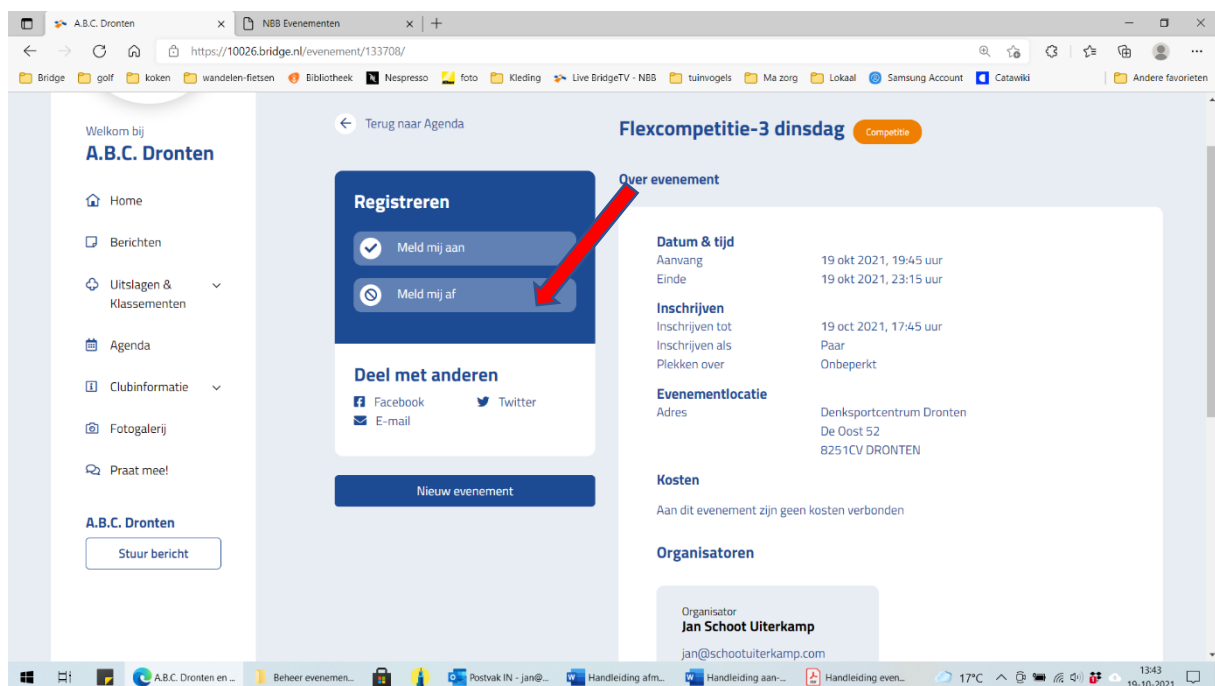 A.B.C. Dronten
NBB Evenementen
https://10026.bridge.nl/evenement/133708/
Bridge golf koken wandelen-fietsen Bibliotheek Nespresso foto Kleding Live BridgeTV - NBB tuinvogels Ma zorg Lokaal Samsung Account Catawiki Andere favorieten
Welkom bij
A.B.C. Dronten
Home
Berichten
Uitslagen &
Klassementen
Agenda
Clubinformatie
Fotogalerij
Praat mee!
A.B.C. Dronten
Stuur bericht
Terug naar Agenda
Registreren
Meld mij aan
Meld mij af
Deel met anderen
Facebook Twitter
E-mail
Nieuw evenement
Flexcompetitie-3 dinsdag Competitie
Over evenement
Datum & tijd
Aanvang 19 okt 2021, 19:45 uur
Einde 19 okt 2021, 23:15 uur
Inschrijven
Inschrijven tot 19 oct 2021, 17:45 uur
Inschrijven als Paar
Plekken over Onbeperkt
Evenementlocatie
Adres Denksportcentrum Dronten
De Oost 52
8251CV DRONTEN
Kosten
Aan dit evenement zijn geen kosten verbonden
Organisatoren
Organisator
Jan Schoot Uiterkamp
jan@schootuiterkamp.com
A.B.C. Dronten en ... Beheer evenemen... Postvak IN - jan@... Handleiding afm... Handleiding aan-... Handleiding even... 17°C 13:43
19-10-2021